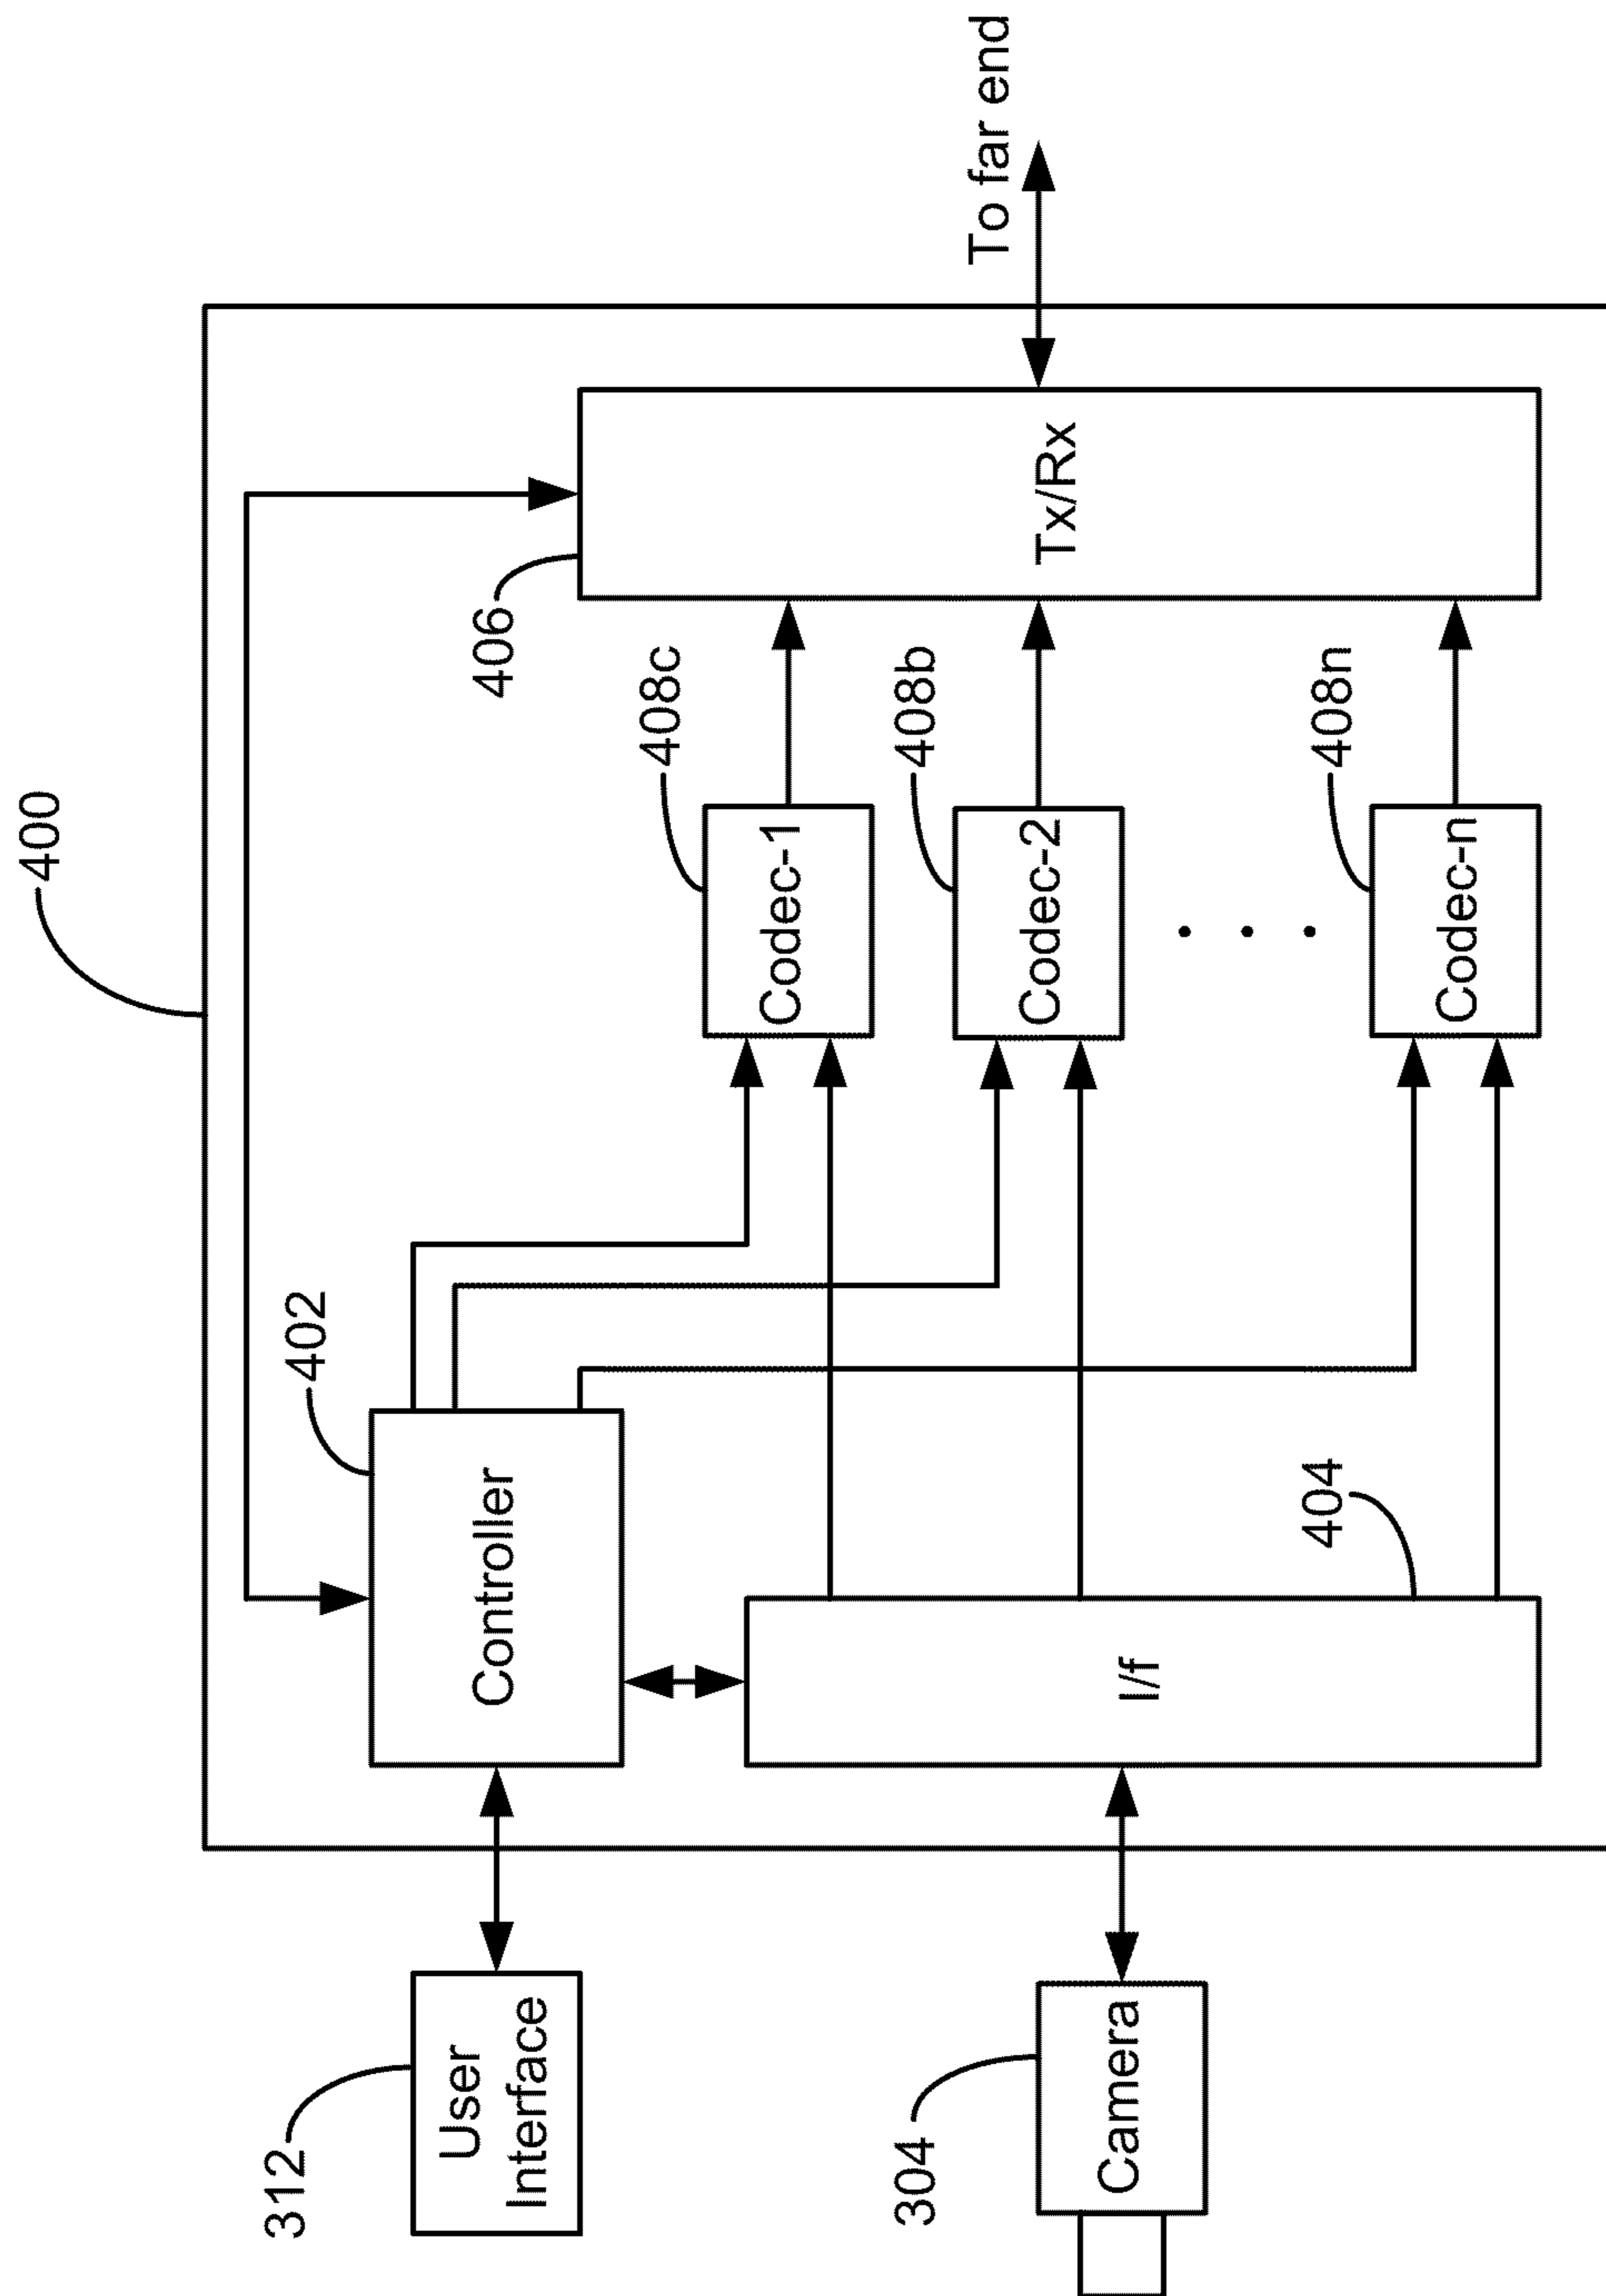 400
402
406
Controller
312
User
Interface
408c
Codec-1
408b
Codec-2
408n
Codec-n
Tx/Rx
To far end
404
I/f
304
Camera